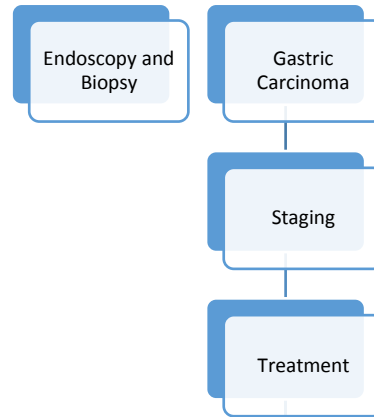 Endoscopy and
Biopsy
Gastric
Carcinoma
Staging
Treatment